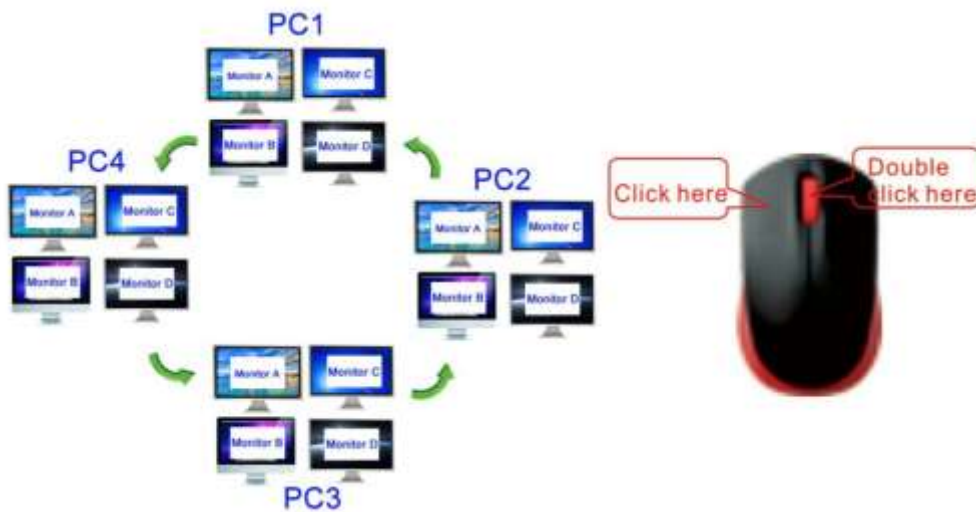 PC1
Monitor A
Monitor C
Monitor B
Monitor D
PC4
Monitor A
Monitor C
Monitor B
Monitor D
PC2
Monitor A
Monitor C
Monitor B
Monitor D
Monitor A
Monitor C
Monitor B
Monitor D
PC3
Click here
Double
click here